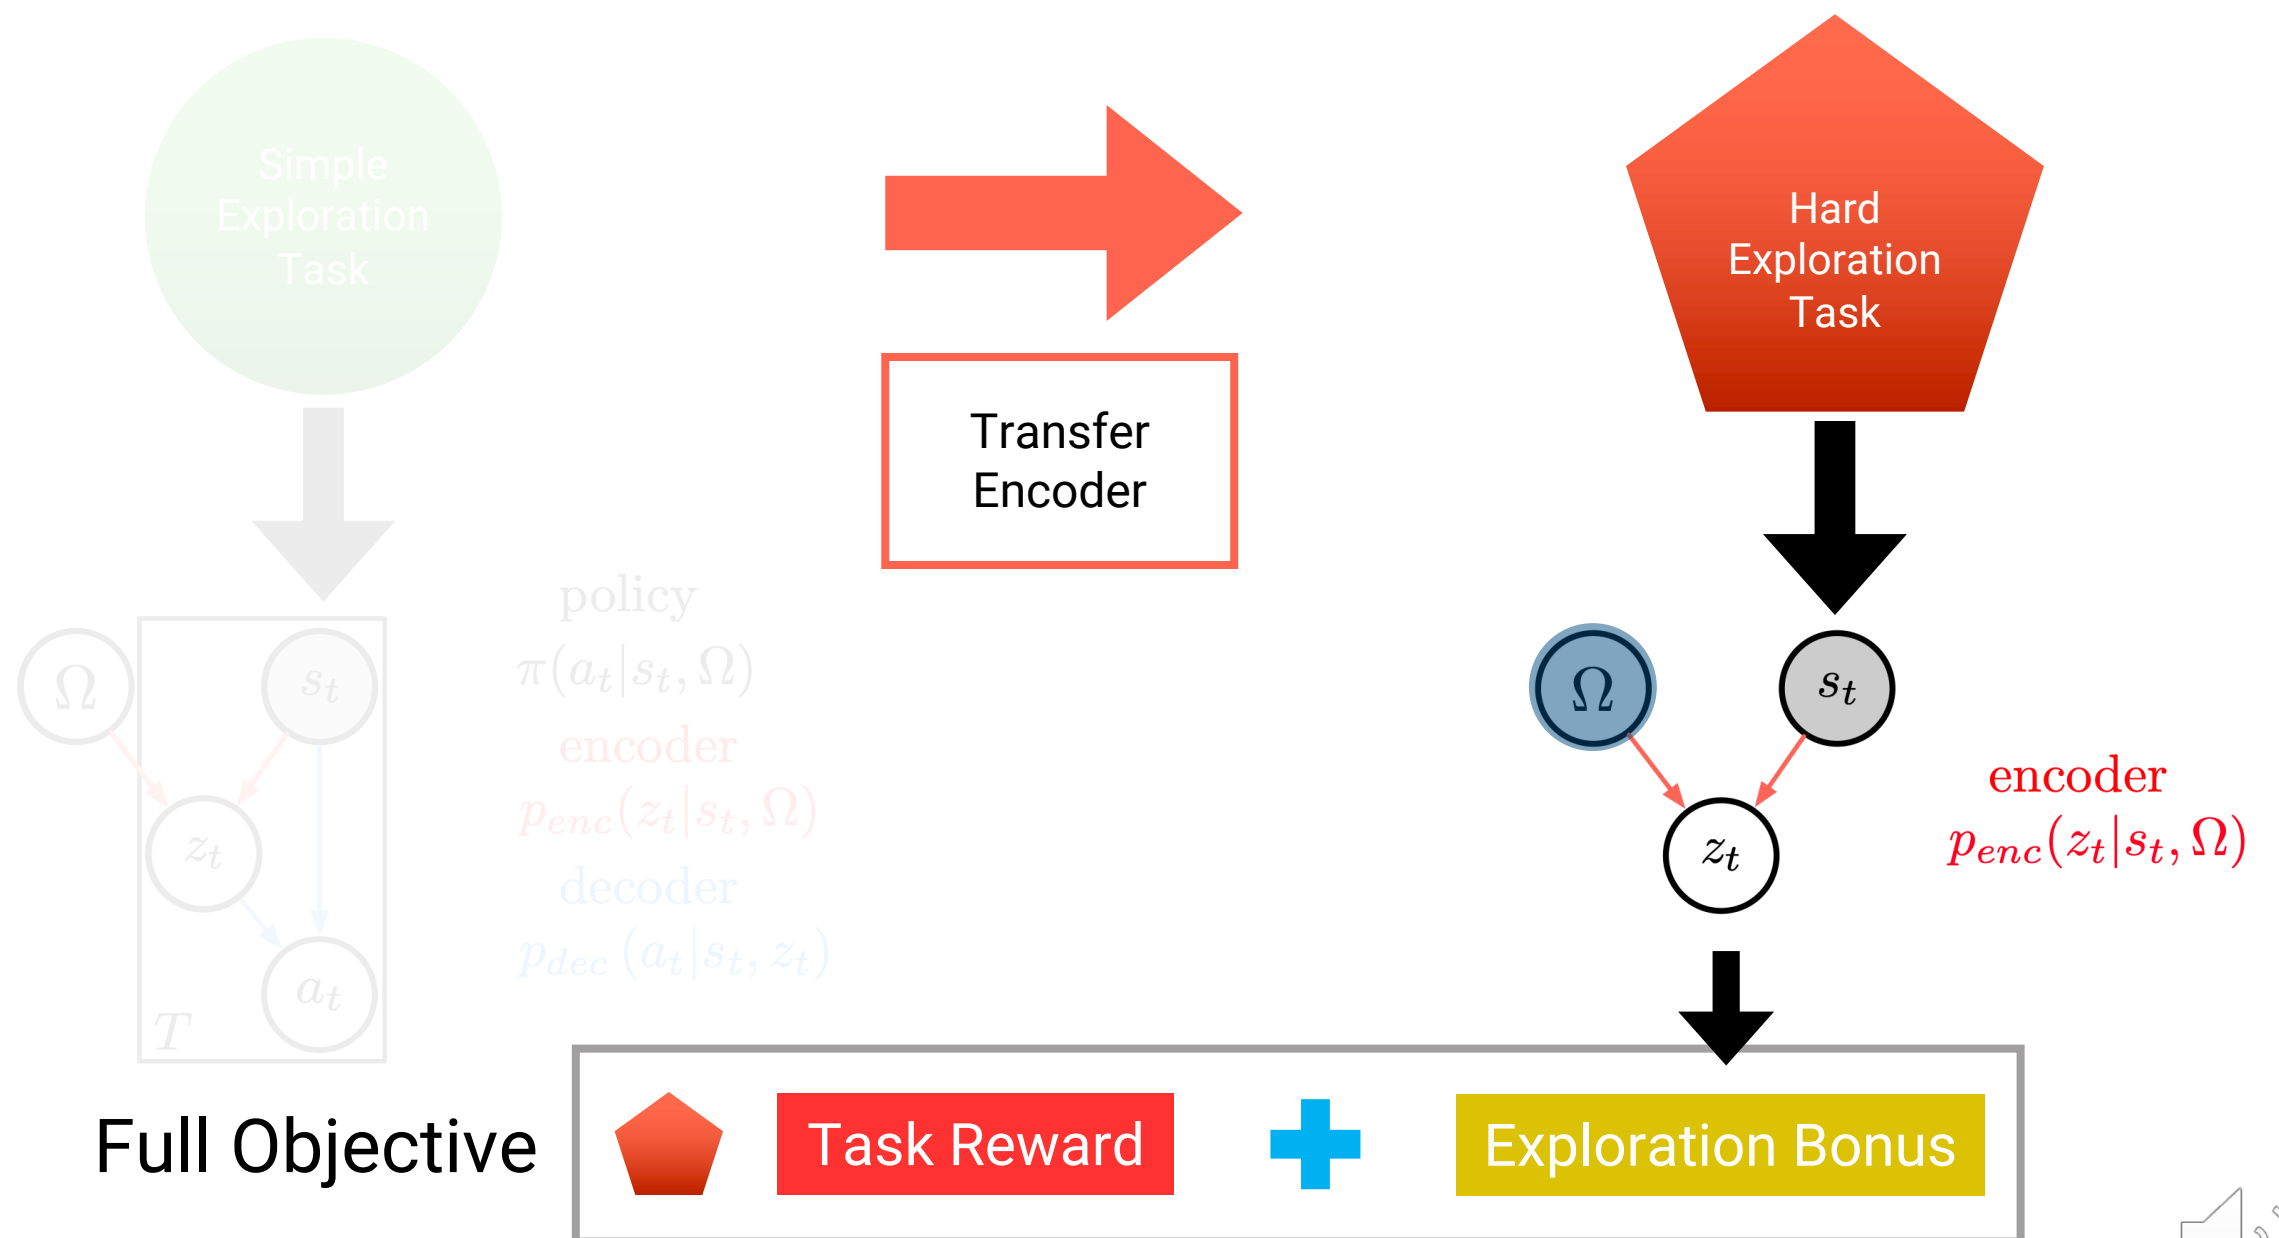 Simple
Exploration
Task
Transfer
Encoder
Hard
Exploration
Task
Ω
s_t
z_t
a_t
T
policy
π(a_t|s_t, Ω)
encoder
p_enc(z_t|s_t, Ω)
decoder
p_dec (a_t|s_t, z_t)
Ω
s_t
z_t
encoder
p_enc(z_t|s_t, Ω)
Full Objective
Task Reward
Exploration Bonus